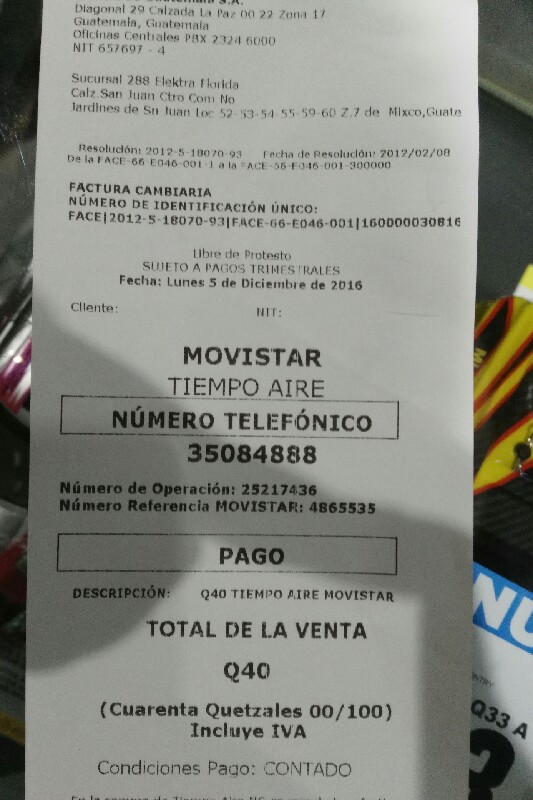 Guatemala S.A.
Diagonal 29 Calzada La Paz 00 22 Zona 17
Guatemala, Guatemala
Oficinas Centrales PBX 2324 6000
NIT 657697 - 4
Sucursal 288 Elektra Florida
Calz.San Juan Ctro Com No
Jardines de Sn Juan Loc 52-53-54-55-59-60 Z.7 de Mixco,Guate
Resolución: 2012-5-18070-93 Fecha de Resolución: 2012/02/08
De la FACE-66-E046-001-1 a la FACE-66-E046-001-300000
FACTURA CAMBIARIA
NÚMERO DE IDENTIFICACIÓN ÚNICO:
FACE|2012-5-18070-93|FACE-66-E046-001|160000030816
Libre de Protesto
SUJETO A PAGOS TRIMESTRALES
Fecha: Lunes 5 de Diciembre de 2016
Cliente: NIT:
MOVISTAR
TIEMPO AIRE
NÚMERO TELEFÓNICO
35084888
Número de Operación: 25217436
Número Referencia MOVISTAR: 4865535
PAGO
DESCRIPCIÓN: Q40 TIEMPO AIRE MOVISTAR
TOTAL DE LA VENTA
Q40
(Cuarenta Quetzales 00/100)
Incluye IVA
Condiciones Pago: CONTADO
NU
Q33 A